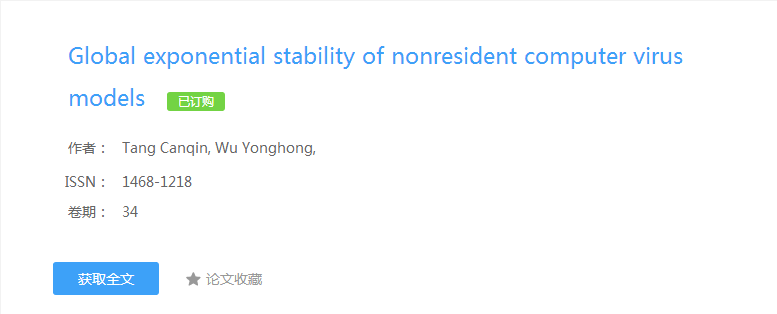 Global exponential stability of nonresident computer virus
models 已订购
作者： Tang Canqin, Wu Yonghong,
ISSN： 1468-1218
卷期： 34
获取全文 论文收藏